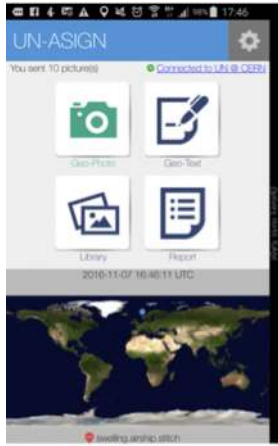 98% 17:46
UN-ASIGN
You sent 10 picture(s) Connected to UN @ CERN
Geo-Photo Geo-Text
Library Report
2016-11-07 16:46:11 UTC
swelling.airship.stitch